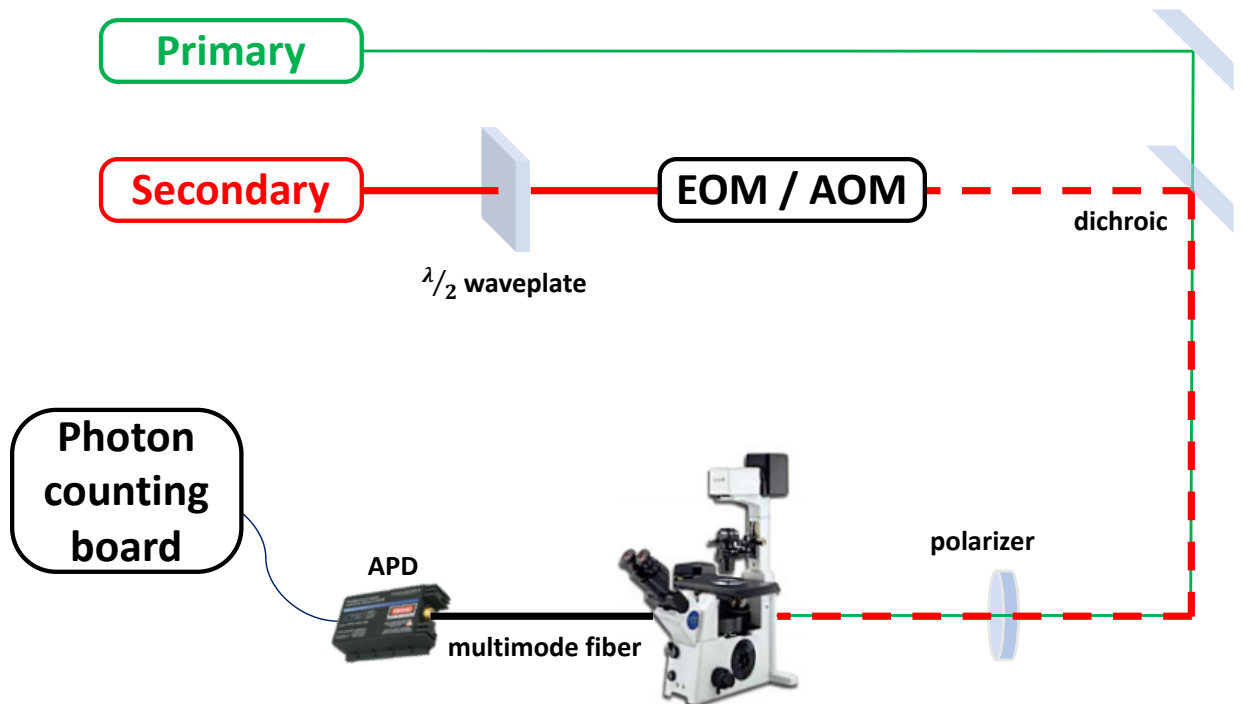 Primary
Secondary
EOM / AOM
dichroic
λ/2 waveplate
Photon
counting
board
APD
polarizer
multimode fiber